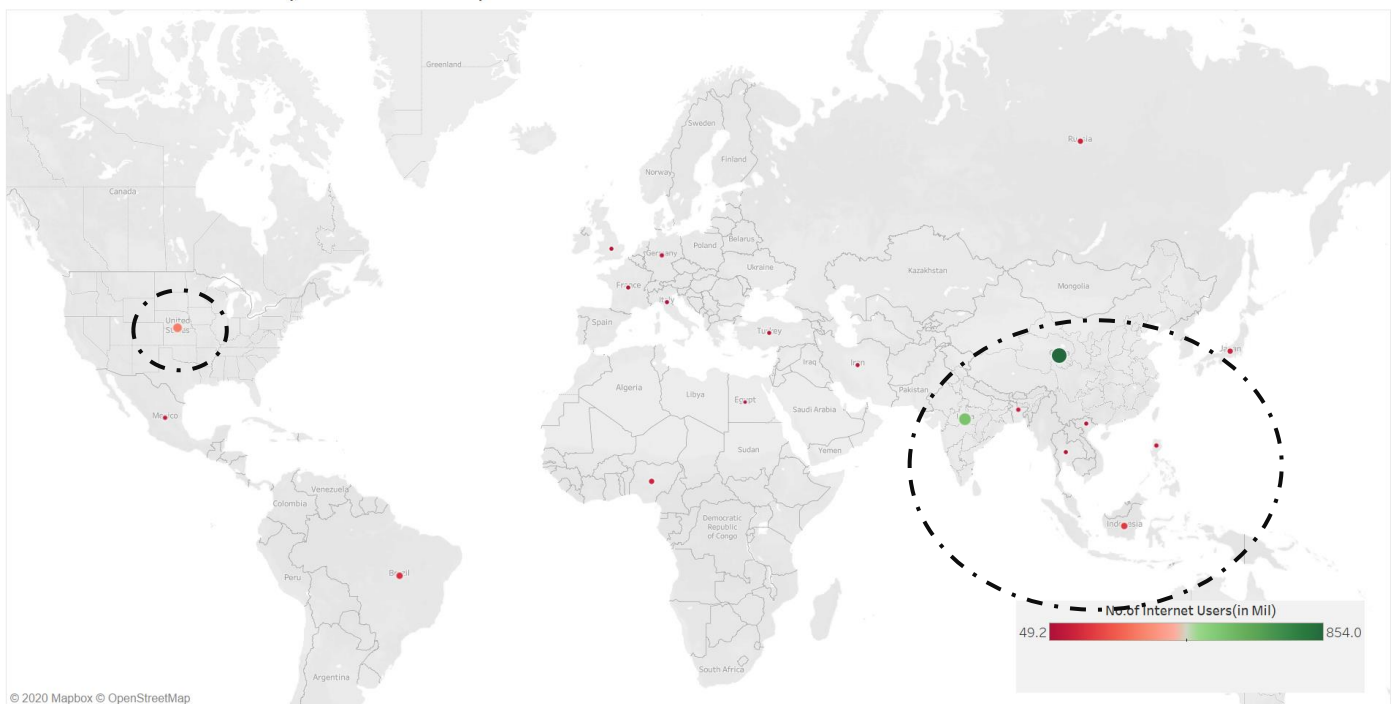 Greenland
Sweden
Finland
Norway
Russia
Canada
Poland
Belarus
Germany
Ukraine
France
Kazakhstan
Mongolia
Italy
Spain
Turkey
United
States
Japan
Iraq
Iran
Pakistan
Algeria
Libya
Egypt
Saudi Arabia
Mexico
Sudan
Yemen
Venezuela
Colombia
Democratic
Republic
of Congo
Indonesia
Peru
Brazil
No.of Internet Users(in Mil)
49.2
854.0
South Africa
Argentina
© 2020 Mapbox © OpenStreetMap